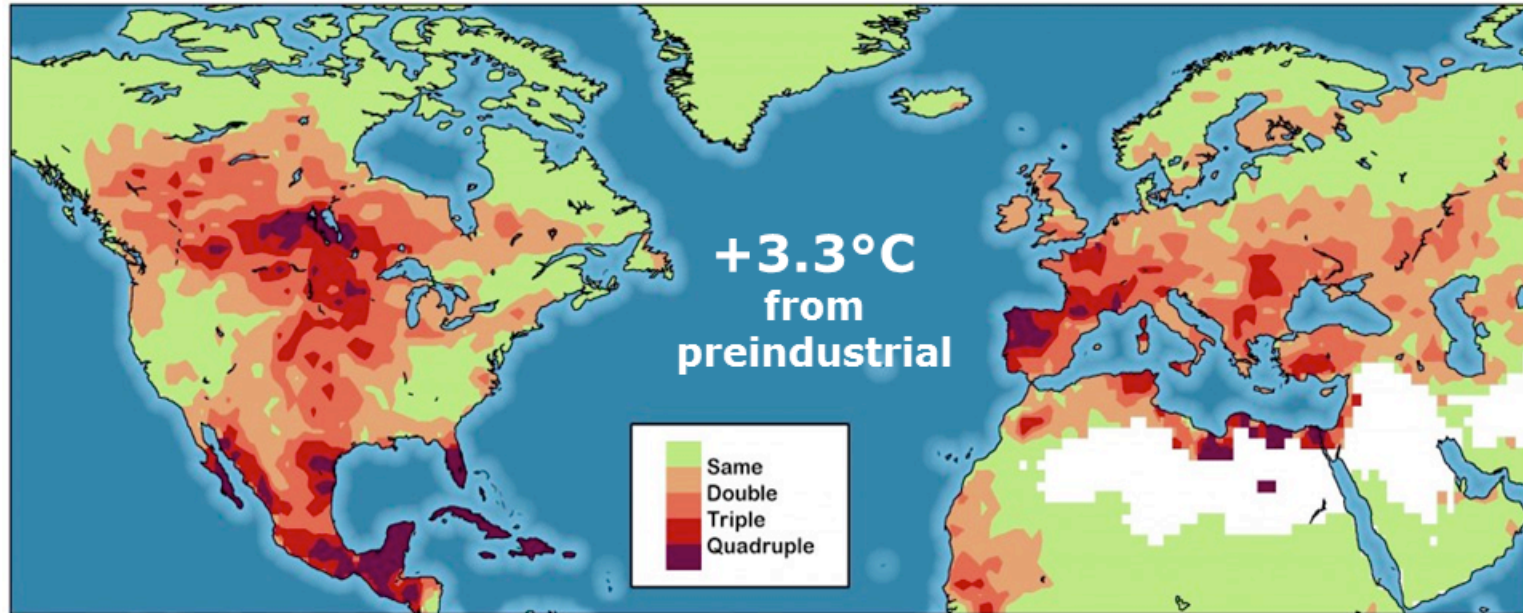 +3.3°C
from
preindustrial
Same
Double
Triple
Quadruple